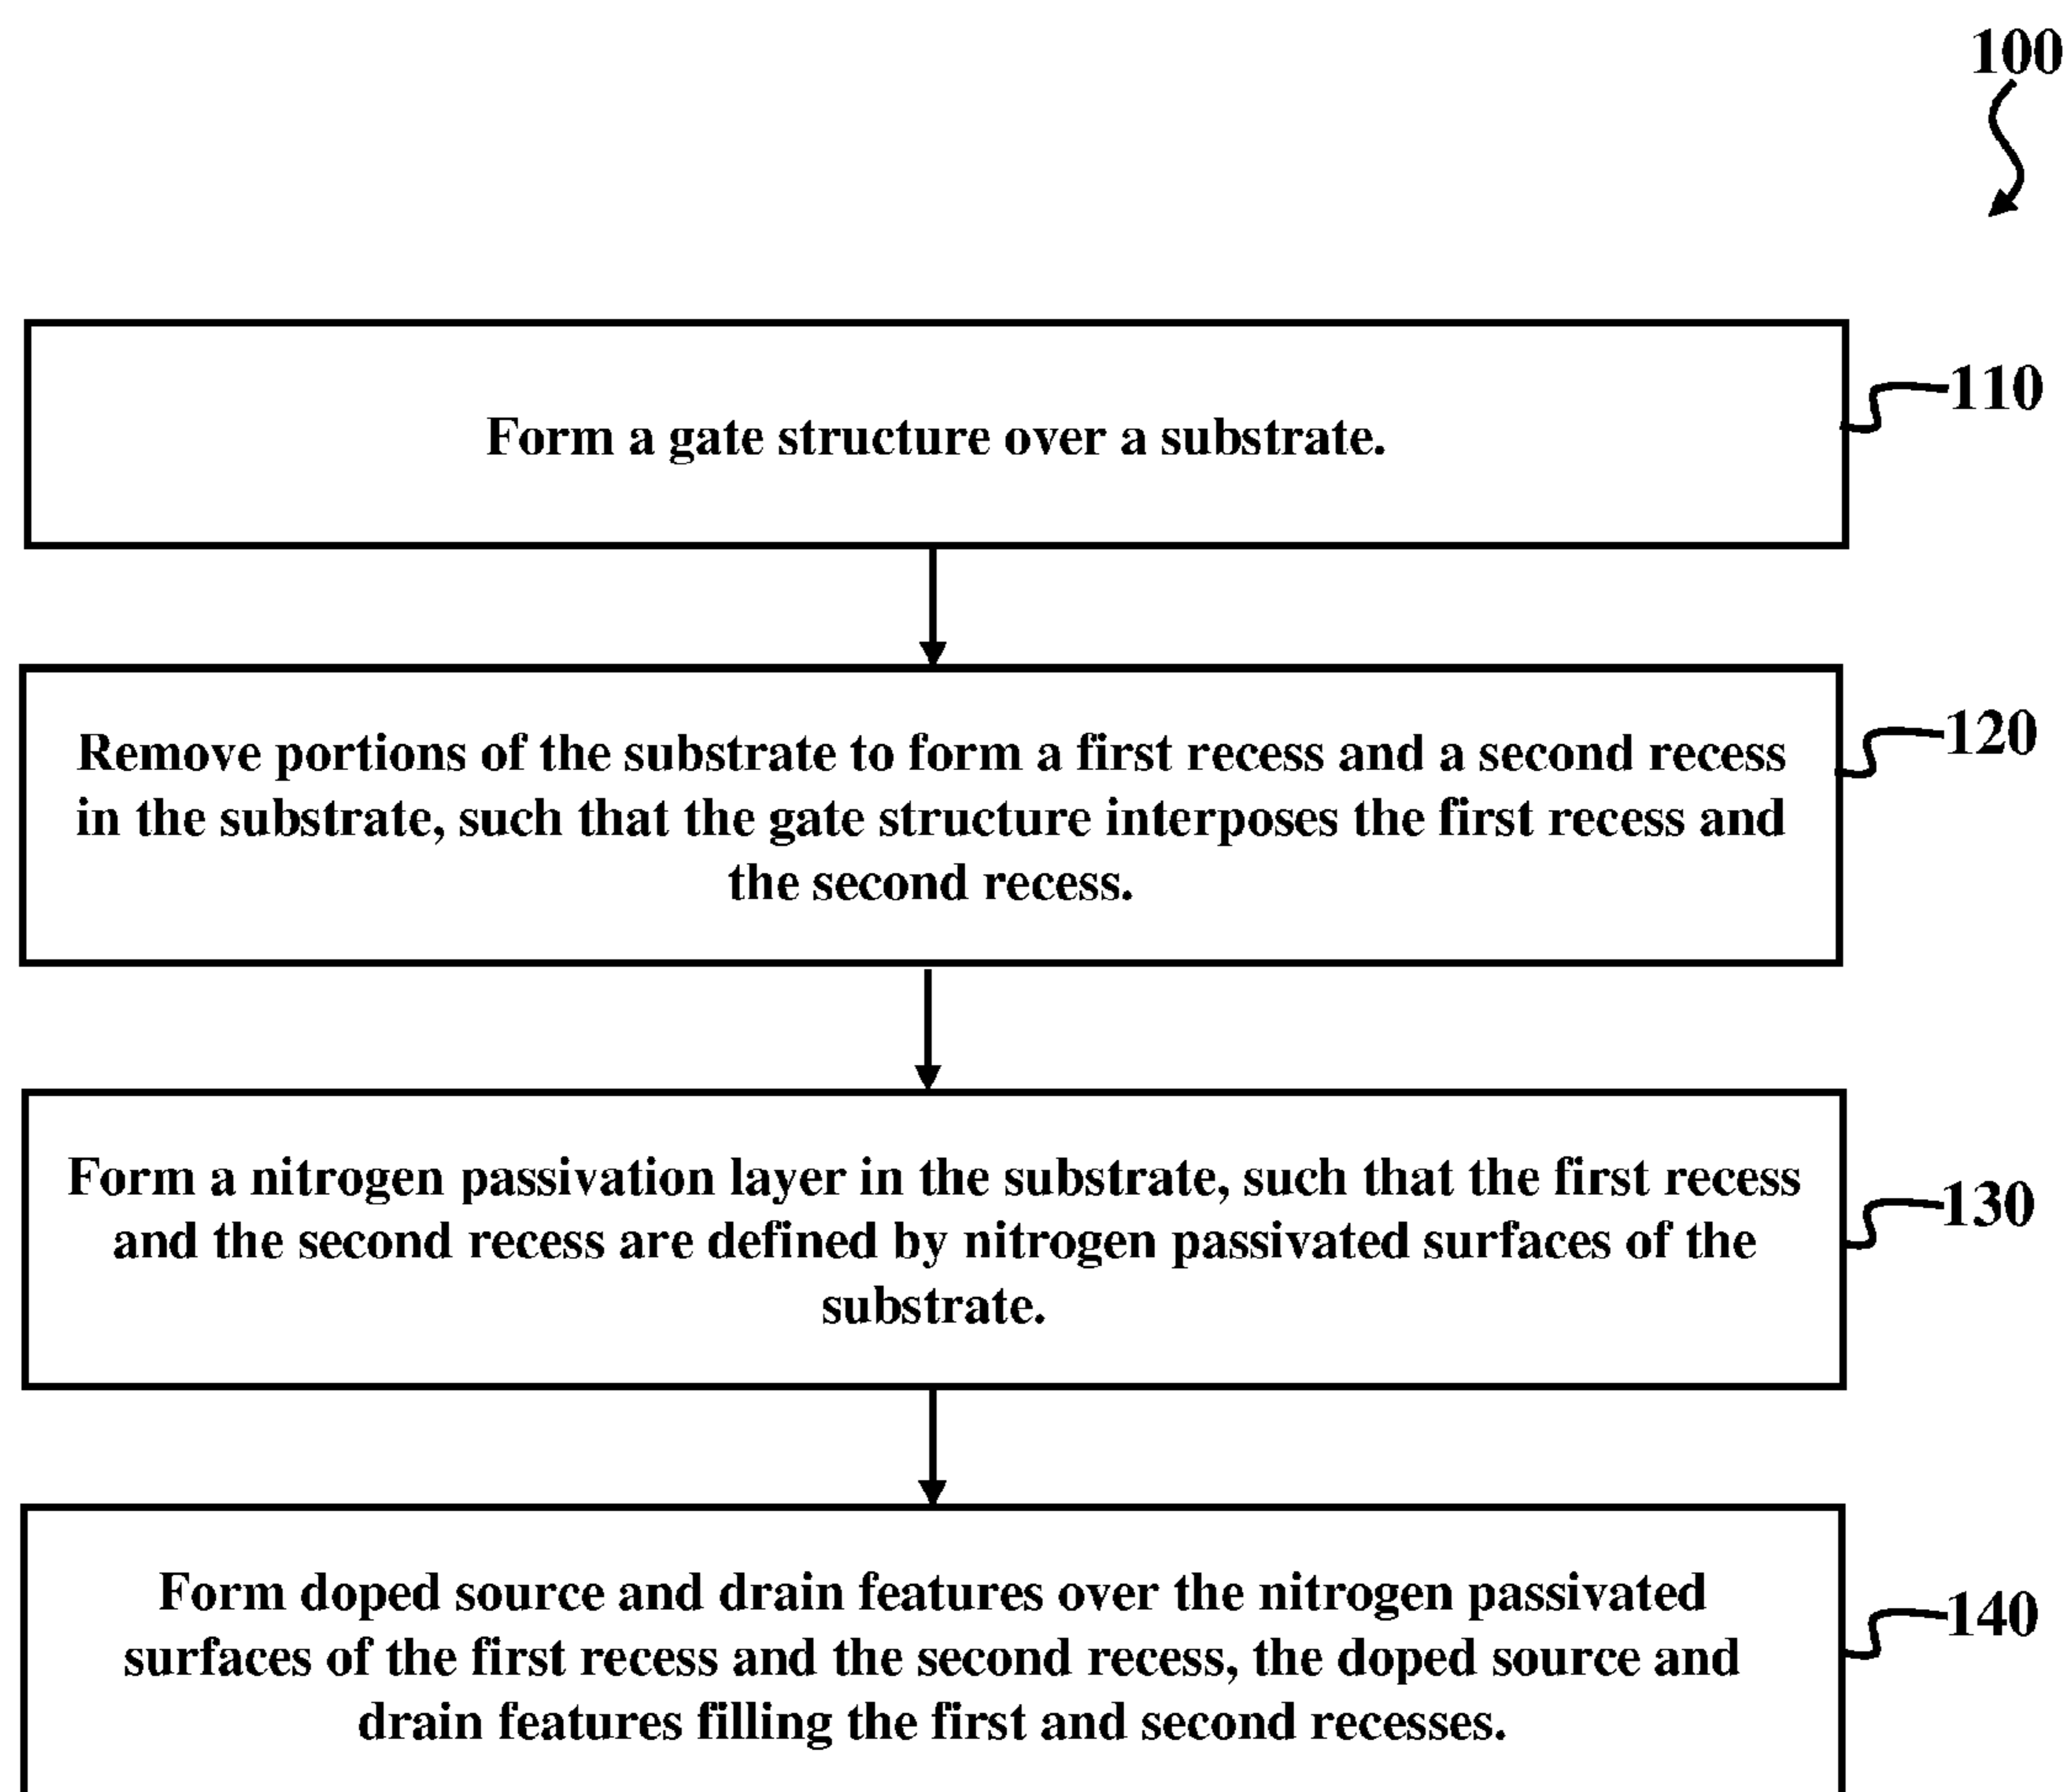 100
Form a gate structure over a substrate.
110
Remove portions of the substrate to form a first recess and a second recess
in the substrate, such that the gate structure interposes the first recess and
the second recess.
120
Form a nitrogen passivation layer in the substrate, such that the first recess
and the second recess are defined by nitrogen passivated surfaces of the
substrate.
130
Form doped source and drain features over the nitrogen passivated
surfaces of the first recess and the second recess, the doped source and
drain features filling the first and second recesses.
140